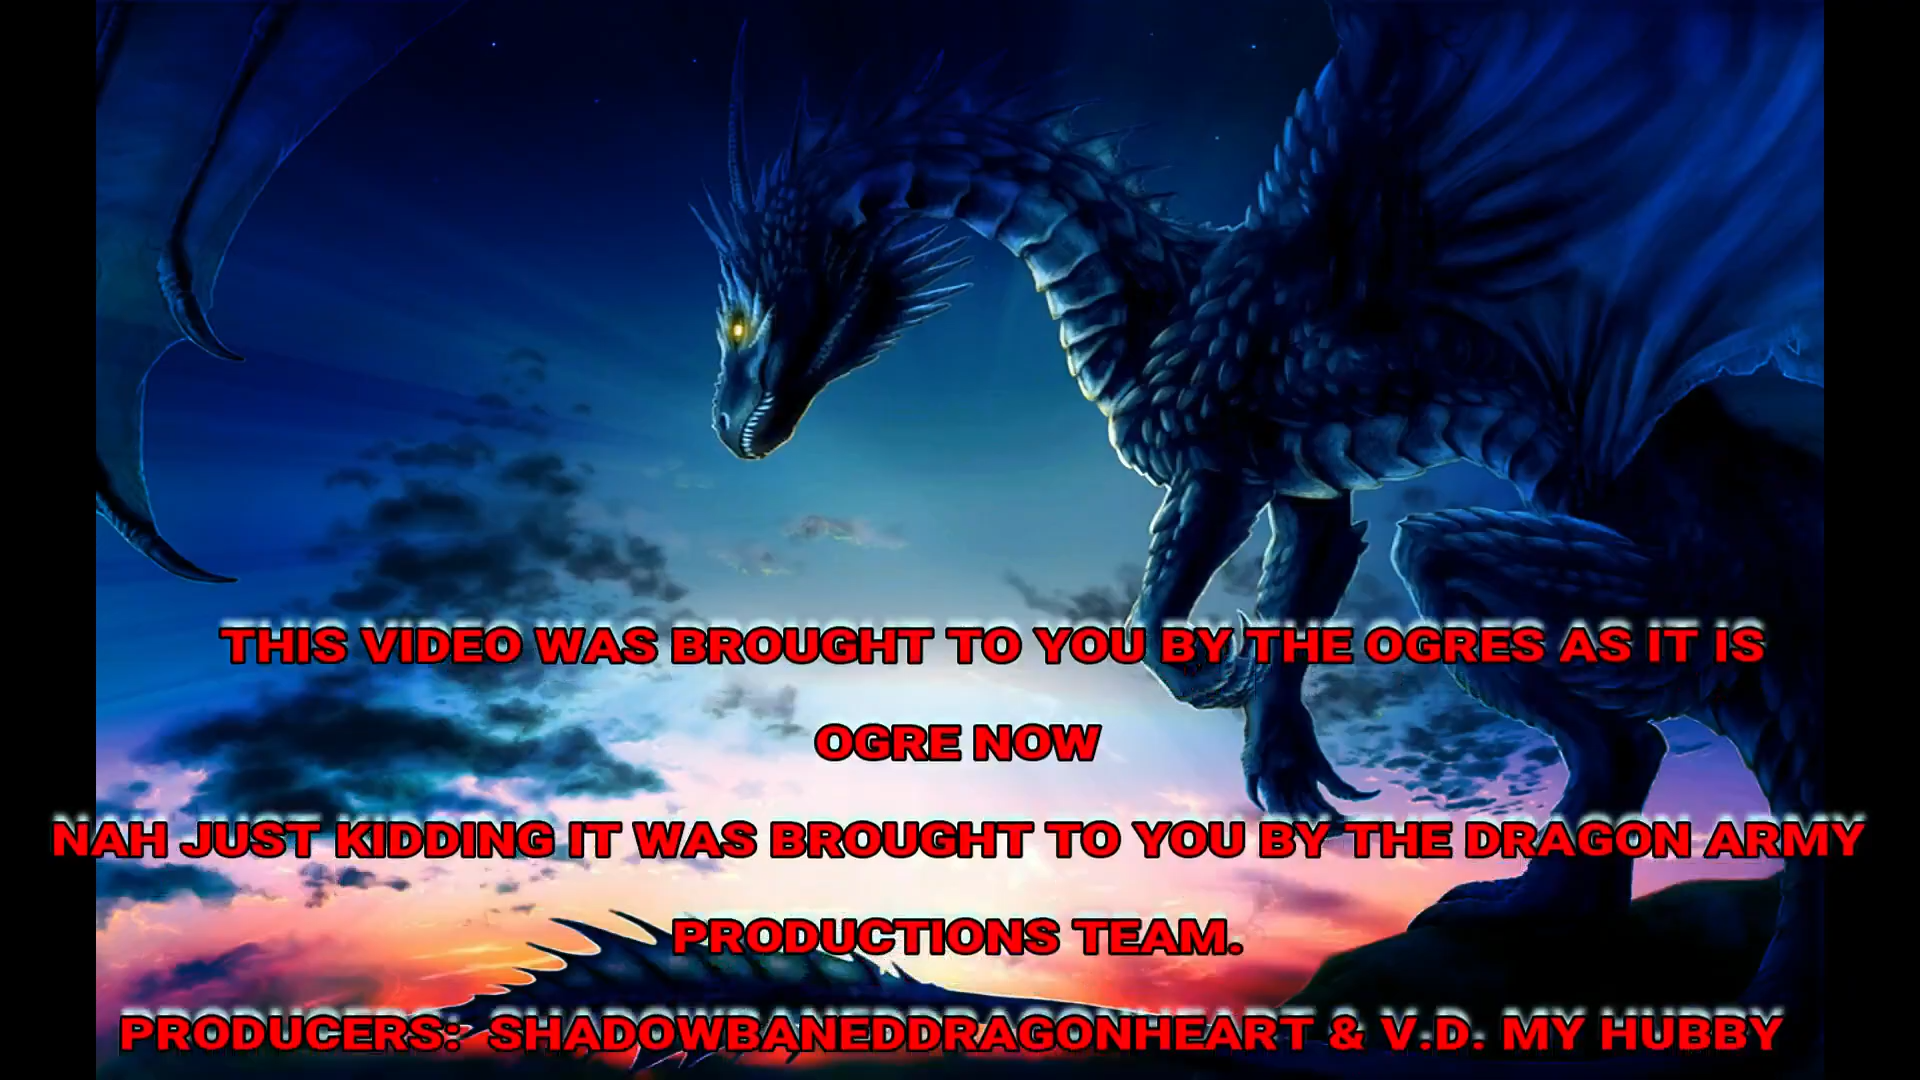 THIS VIDEO WAS BROUGHT TO YOU BY THE OGRES AS IT IS
OGRE NOW
NAH JUST KIDDING IT WAS BROUGHT TO YOU BY THE DRAGON ARMY
PRODUCTIONS TEAM.
PRODUCERS: SHADOWBANEDDRAGONHEART & V.D. MY HUBBY